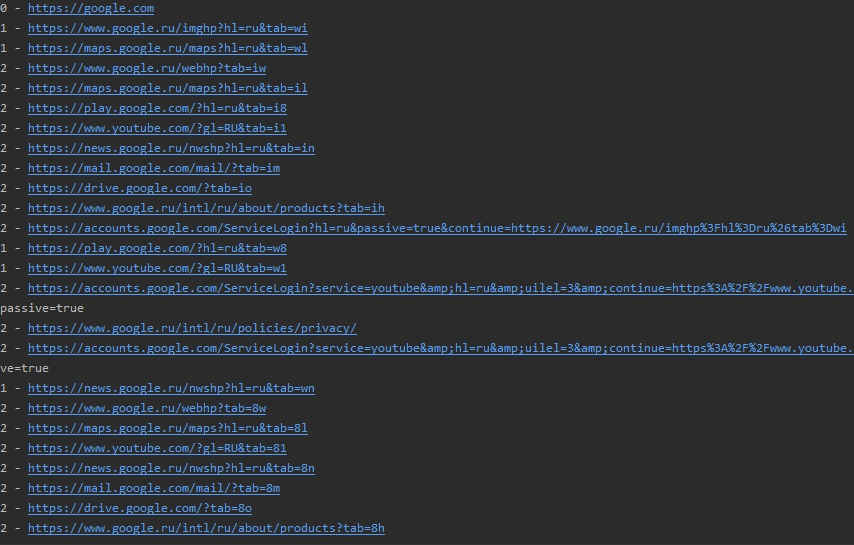 0 - https://google.com
1 - https://www.google.ru/imghp?hl=ru&tab=wi
1 - https://maps.google.ru/maps?hl=ru&tab=wl
2 - https://www.google.ru/webhp?tab=iw
2 - https://maps.google.ru/maps?hl=ru&tab=il
2 - https://play.google.com/?hl=ru&tab=i8
2 - https://www.youtube.com/?gl=RU&tab=i1
2 - https://news.google.ru/nwshp?hl=ru&tab=in
2 - https://mail.google.com/mail/?tab=im
2 - https://drive.google.com/?tab=io
2 - https://www.google.ru/intl/ru/about/products?tab=ih
2 - https://accounts.google.com/ServiceLogin?hl=ru&passive=true&continue=https://www.google.ru/imghp%3Fhl%3Dru%26tab%3Dwi
1 - https://play.google.com/?hl=ru&tab=w8
1 - https://www.youtube.com/?gl=RU&tab=w1
2 - https://accounts.google.com/ServiceLogin?service=youtube&amp;hl=ru&amp;uilel=3&amp;continue=https%3A%2F%2Fwww.youtube.
passive=true
2 - https://www.google.ru/intl/ru/policies/privacy/
2 - https://accounts.google.com/ServiceLogin?service=youtube&amp;hl=ru&amp;uilel=3&amp;continue=https%3A%2F%2Fwww.youtube.
ve=true
1 - https://news.google.ru/nwshp?hl=ru&tab=wn
2 - https://www.google.ru/webhp?tab=8w
2 - https://maps.google.ru/maps?hl=ru&tab=8l
2 - https://www.youtube.com/?gl=RU&tab=81
2 - https://news.google.ru/nwshp?hl=ru&tab=8n
2 - https://mail.google.com/mail/?tab=8m
2 - https://drive.google.com/?tab=8o
2 - https://www.google.ru/intl/ru/about/products?tab=8h